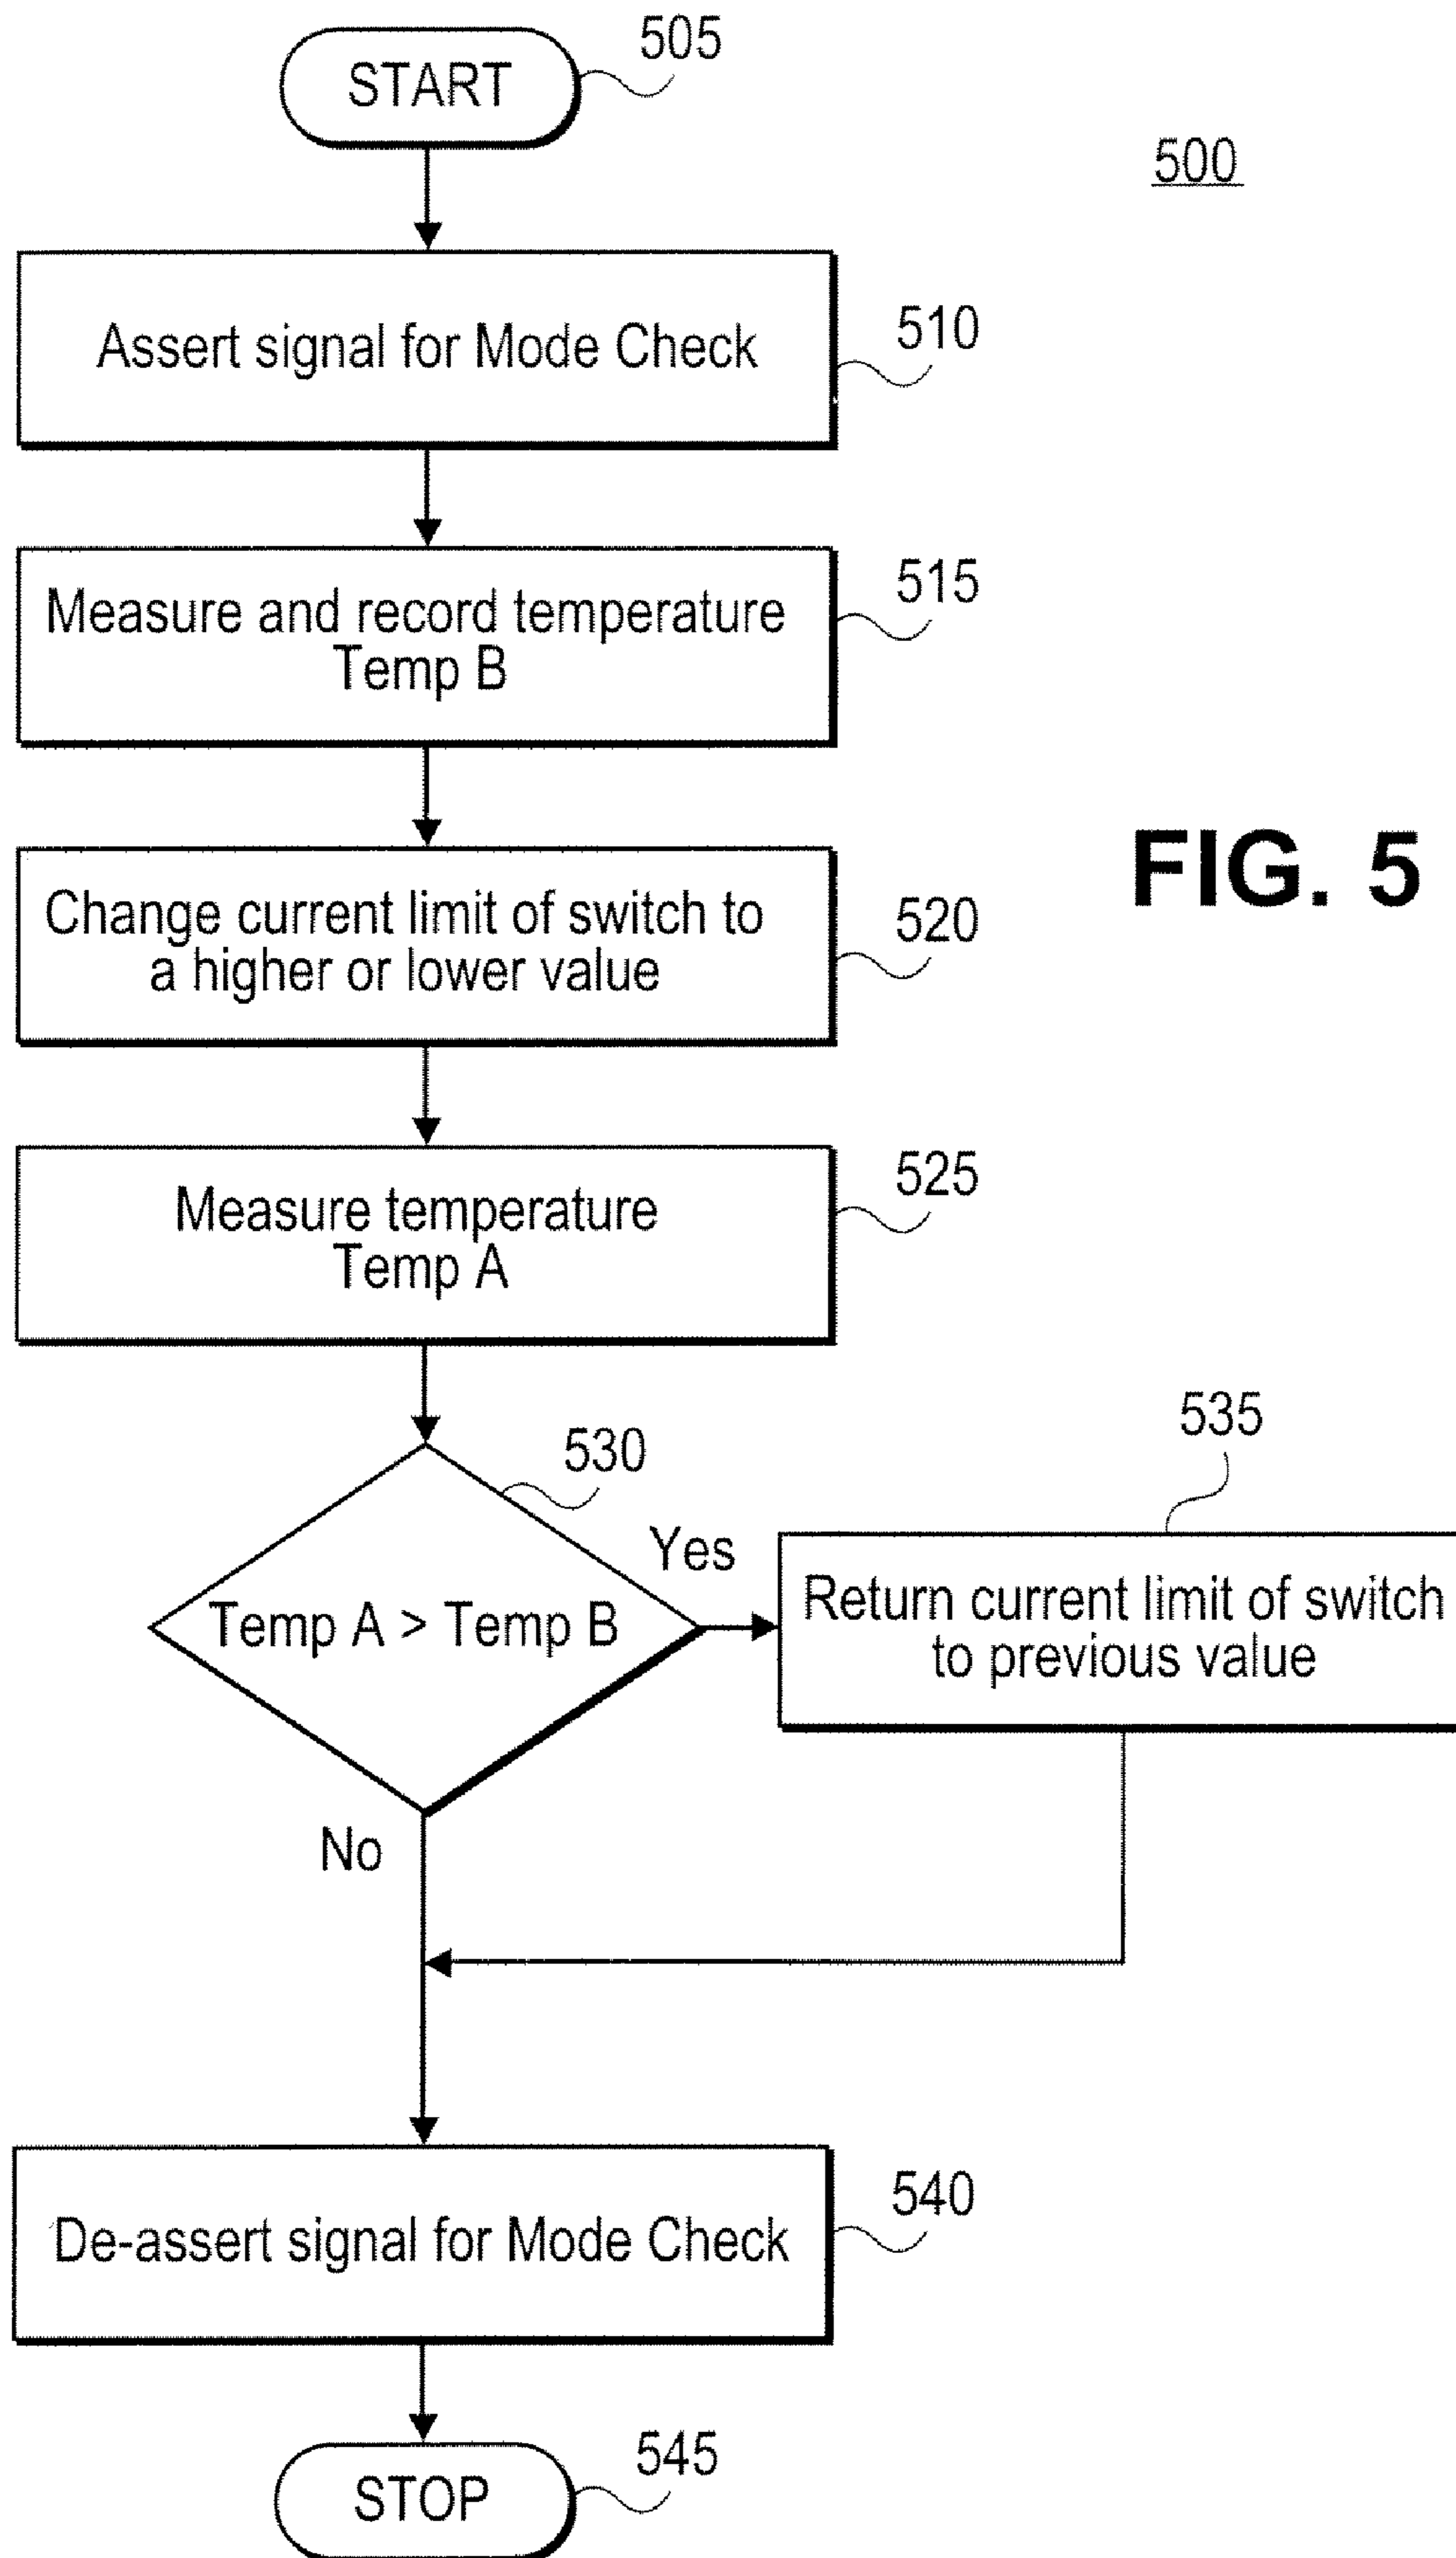 START
505
500
Assert signal for Mode Check
510
Measure and record temperature
Temp B
515
FIG. 5
Change current limit of switch to
a higher or lower value
520
Measure temperature
Temp A
525
530
535
Temp A > Temp B
Yes
Return current limit of switch
to previous value
No
De-assert signal for Mode Check
540
STOP
545